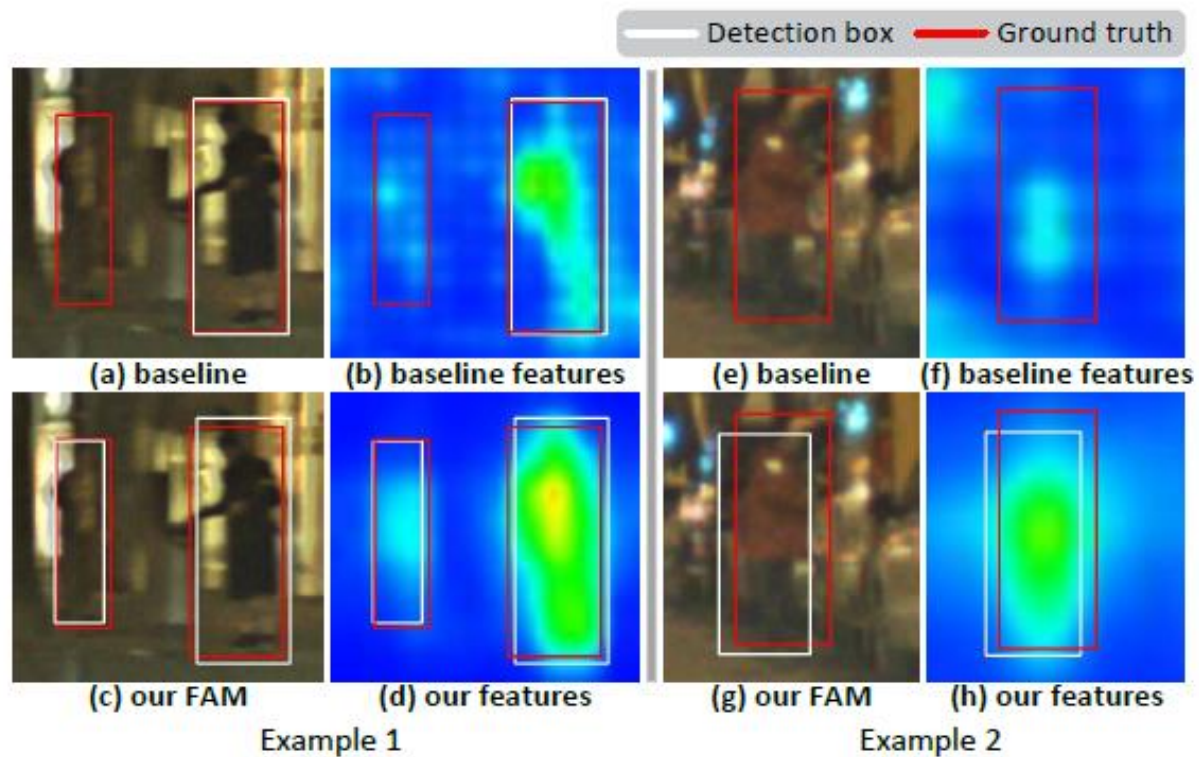 Detection box Ground truth
(a) baseline (b) baseline features (e) baseline (f) baseline features
(c) our FAM (d) our features (g) our FAM (h) our features
Example 1 Example 2